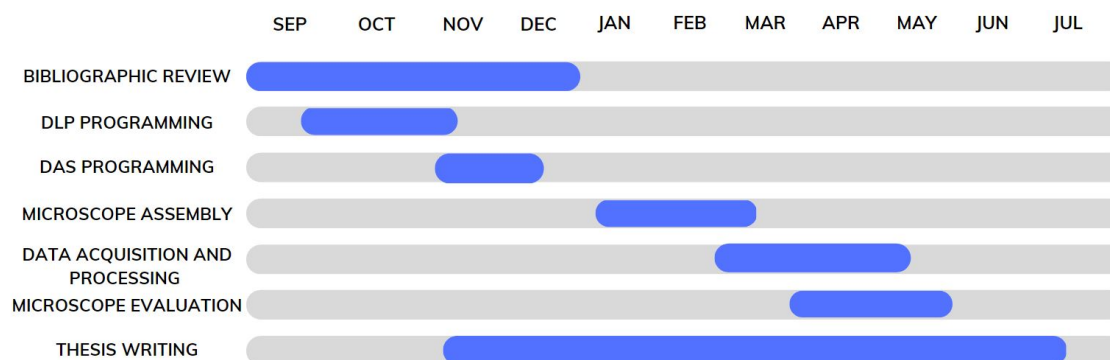 SEP OCT NOV DEC JAN FEB MAR APR MAY JUN JUL
BIBLIOGRAPHIC REVIEW
DLP PROGRAMMING
DAS PROGRAMMING
MICROSCOPE ASSEMBLY
DATA ACQUISITION AND
PROCESSING
MICROSCOPE EVALUATION
THESIS WRITING